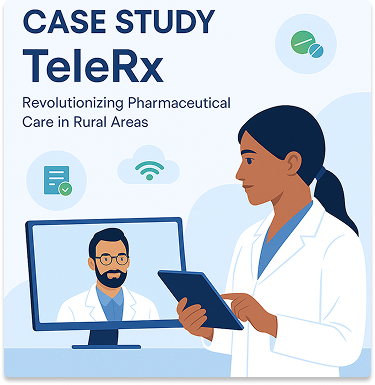 CASE STUDY
TeleRx
Revolutionizing Pharmaceutical
Care in Rural Areas